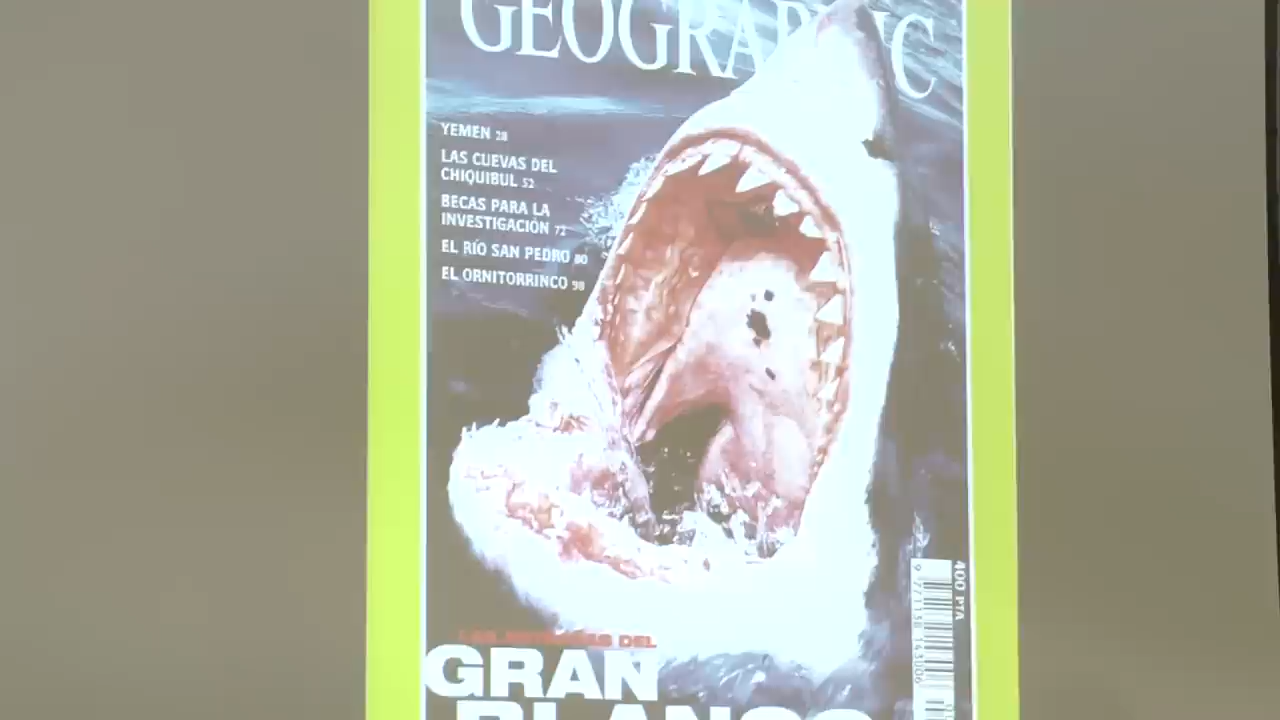 GEOGRAPHIC
YEMEN 28
LAS CUEVAS DEL
CHIQUIBUL 52
BECAS PARA LA
INVESTIGACIÓN 72
EL RÍO SAN PEDRO 80
EL ORNITORRINCO 98
400 PTA
DEL
GRAN
BLANCO